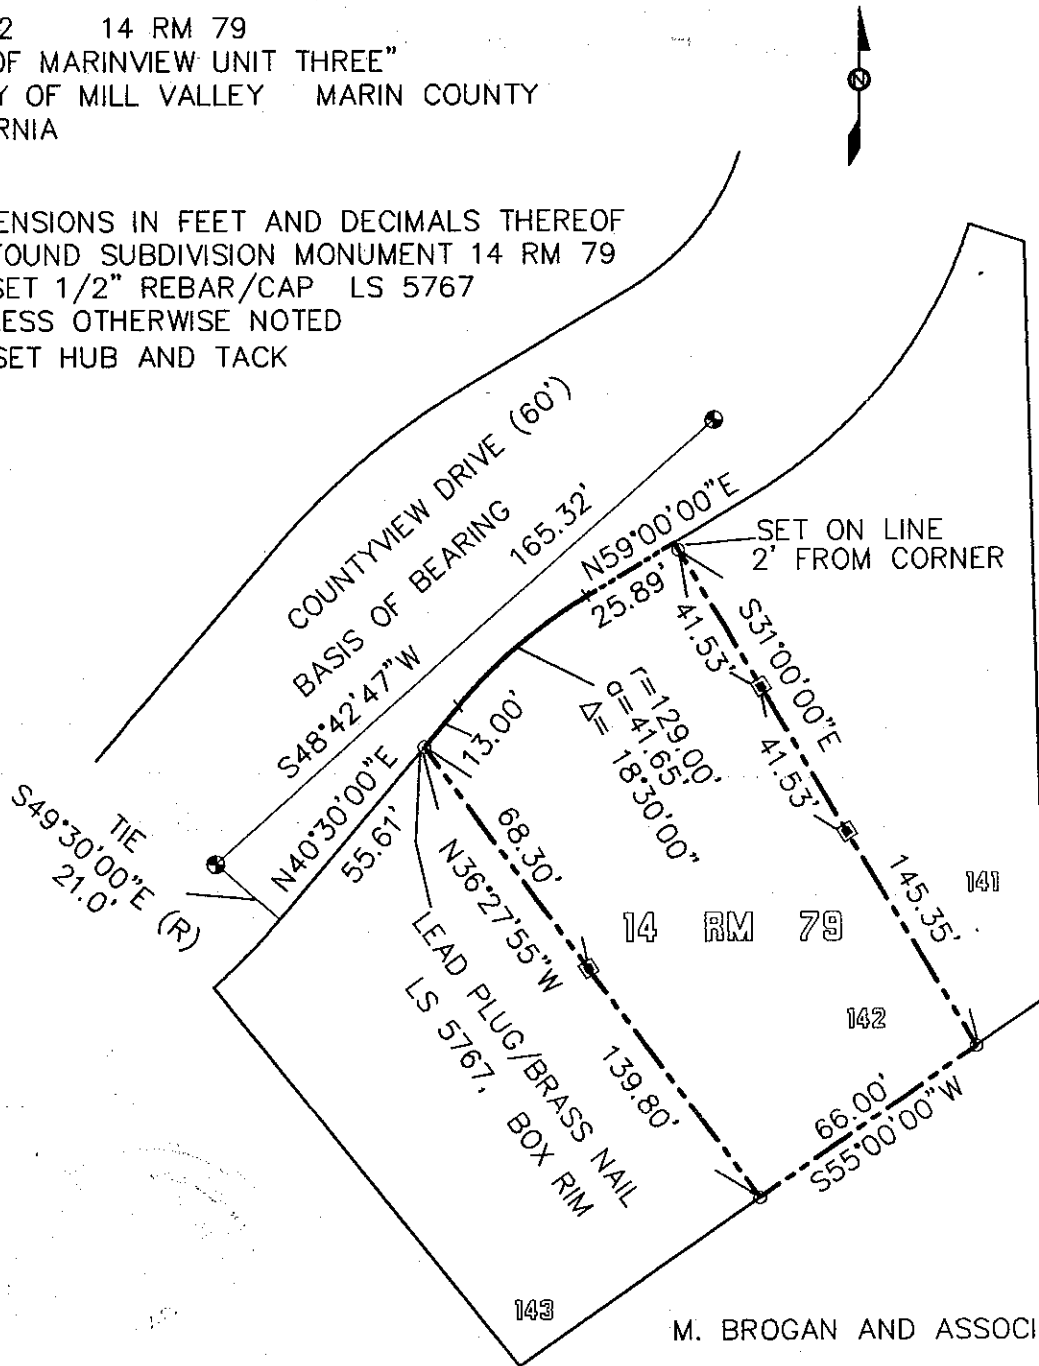 2 14 RM 79
OF MARINVIEW UNIT THREE"
Y OF MILL VALLEY MARIN COUNTY
RNIA
ENSIONS IN FEET AND DECIMALS THEREOF
FOUND SUBDIVISION MONUMENT 14 RM 79
SET 1/2" REBAR/CAP LS 5767
LESS OTHERWISE NOTED
SET HUB AND TACK
N
COUNTYVIEW DRIVE (60')
BASIS OF BEARING
165.32'
S48°42'47"W
N59°00'00"E
25.89'
SET ON LINE
2' FROM CORNER
41.53'
S31°00'00"E
41.53'
145.35'
r=129.00'
a=41.65'
Δ= 18°30'00"
13.00'
N40°30'00"E
55.61'
TIE
S49°30'00"E (R)
21.0'
68.30'
N36°27'55"W
139.80'
LEAD PLUG/BRASS NAIL
LS 5767, BOX RIM
14 RM 79
141
142
66.00'
S55°00'00"W
143
M. BROGAN AND ASSOCI